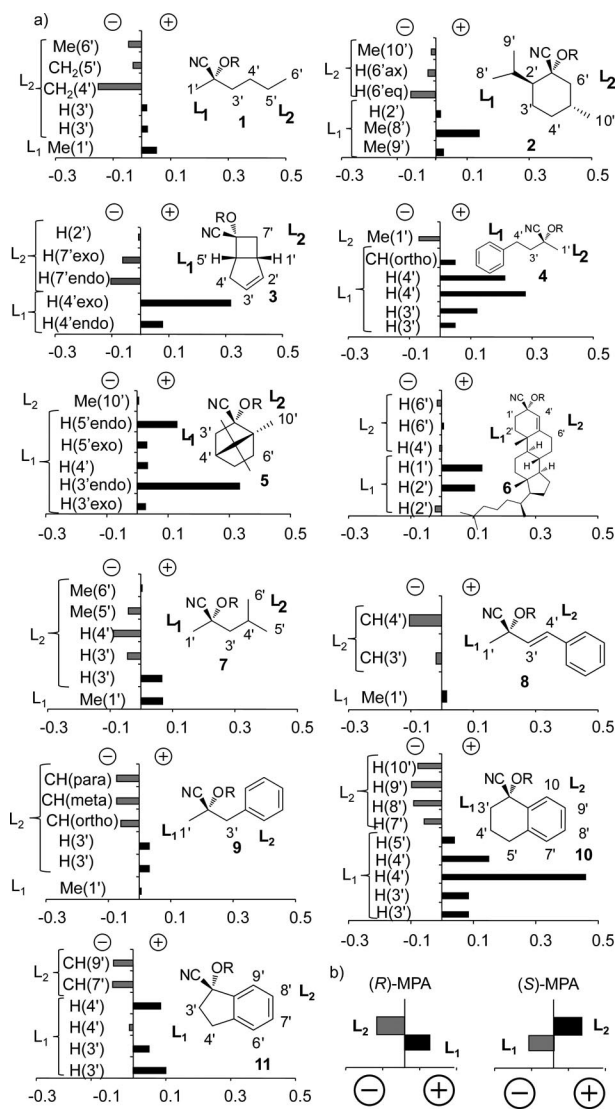 a)
− +
Me(6')
CH₂(5')
CH₂(4')
H(3')
H(3')
Me(1')
L₂
L₁
NC OR
1' 3' 4' 5' 6'
L₁ L₂
1
-0.3 -0.1 0.1 0.3
− +
Me(10')
H(6'ax)
H(6'eq)
H(2')
Me(8')
Me(9')
L₂
L₁
9' 8' 2' NC OR 6' 3' 4' 10'
L₁ L₂
2
-0.3 -0.1 0.1 0.3
− +
H(2')
H(7'exo)
H(7'endo)
H(4'exo)
H(4'endo)
L₂
L₁
RO NC 7' 5' 1' 4' 2' 3'
L₁ L₂
3
-0.3 -0.1 0.1 0.3 0.5
− +
Me(1')
CH(ortho)
H(4')
H(4')
H(3')
H(3')
L₂
L₁
4' NC OR 3' 1'
L₁ L₂
4
-0.3 -0.1 0.1 0.3 0.5
− +
Me(10')
H(5'endo)
H(5'exo)
H(4')
H(3'endo)
H(3'exo)
L₂
L₁
NC OR 10' 3' 4' 6'
L₁ L₂
5
-0.3 -0.1 0.1 0.3 0.5
− +
H(6')
H(6')
H(4')
H(1')
H(2')
H(2')
L₂
L₁
NC OR 1' 4' 2' 6' H H H
L₁ L₂
6
-0.3 -0.1 0.1 0.3 0.5
− +
Me(6')
Me(5')
H(4')
H(3')
H(3')
Me(1')
L₂
L₁
NC OR 6' 1' 3' 4' 5'
L₁ L₂
7
-0.3 -0.1 0.1 0.3 0.5
− +
CH(4')
CH(3')
Me(1')
L₂
L₁
NC OR 4' 1' 3'
L₁ L₂
8
-0.3 -0.1 0.1 0.3 0.5
− +
CH(para)
CH(meta)
CH(ortho)
H(3')
H(3')
Me(1')
L₂
L₁
NC OR 1' 3'
L₁ L₂
9
-0.3 -0.1 0.1 0.3 0.5
− +
H(10')
H(9')
H(8')
H(7')
H(5')
H(4')
H(4')
H(3')
H(3')
L₂
L₁
NC OR 10 3' 9' 4' 8' 5' 7'
L₁ L₂
10
-0.3 -0.1 0.1 0.3 0.5
− +
CH(9')
CH(7')
H(4')
H(4')
H(3')
H(3')
L₂
L₁
NC OR 9' 3' 8' 7' 4' 6'
L₁ L₂
11
-0.3 -0.1 0.1 0.3 0.5
b)
(R)-MPA (S)-MPA
L₂ L₂
L₁ L₁
− + − +